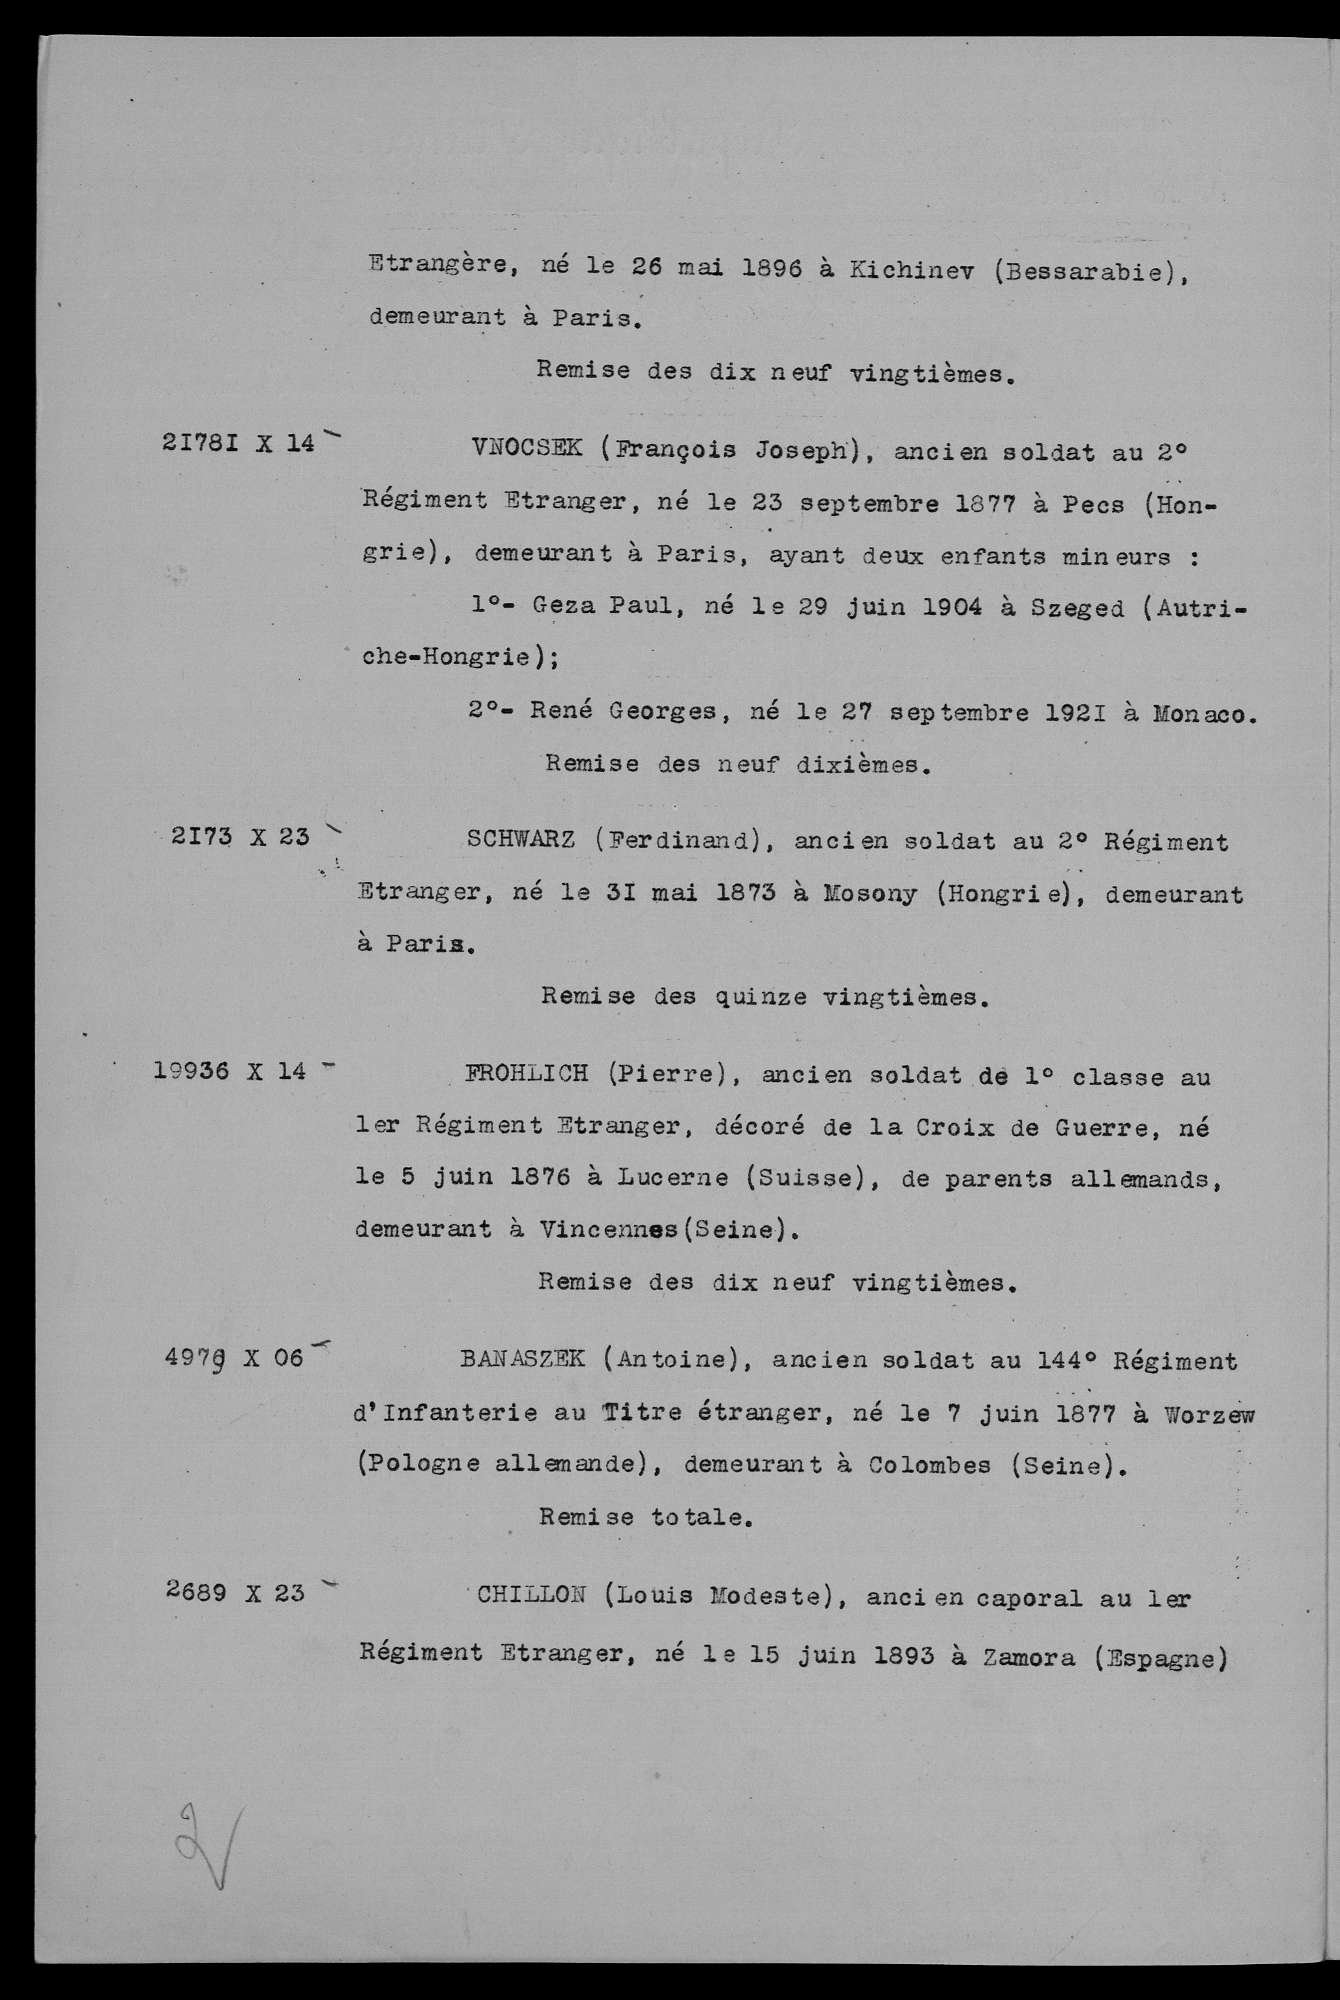 Etrangère, né le 26 mai 1896 à Kichinev (Bessarabie),
demeurant à Paris.
Remise des dix neuf vingtièmes.
2I78I X 14 VNOCSEK (François Joseph), ancien soldat au 2°
Régiment Etranger, né le 23 septembre 1877 à Pecs (Hon-
grie), demeurant à Paris, ayant deux enfants mineurs :
1°- Geza Paul, né le 29 juin 1904 à Szeged (Autri-
che-Hongrie);
2°- René Georges, né le 27 septembre 192I à Monaco.
Remise des neuf dixièmes.
2I73 X 23 SCHWARZ (Ferdinand), ancien soldat au 2° Régiment
Etranger, né le 3I mai 1873 à Mosony (Hongrie), demeurant
à Paris.
Remise des quinze vingtièmes.
19936 X 14 FROHLICH (Pierre), ancien soldat de 1° classe au
1er Régiment Etranger, décoré de la Croix de Guerre, né
le 5 juin 1876 à Lucerne (Suisse), de parents allemands,
demeurant à Vincennes(Seine).
Remise des dix neuf vingtièmes.
4979 X 06 BANASZEK (Antoine), ancien soldat au 144° Régiment
d'Infanterie au Titre étranger, né le 7 juin 1877 à Worzew
(Pologne allemande), demeurant à Colombes (Seine).
Remise totale.
2689 X 23 CHILLON (Louis Modeste), ancien caporal au 1er
Régiment Etranger, né le 15 juin 1893 à Zamora (Espagne)